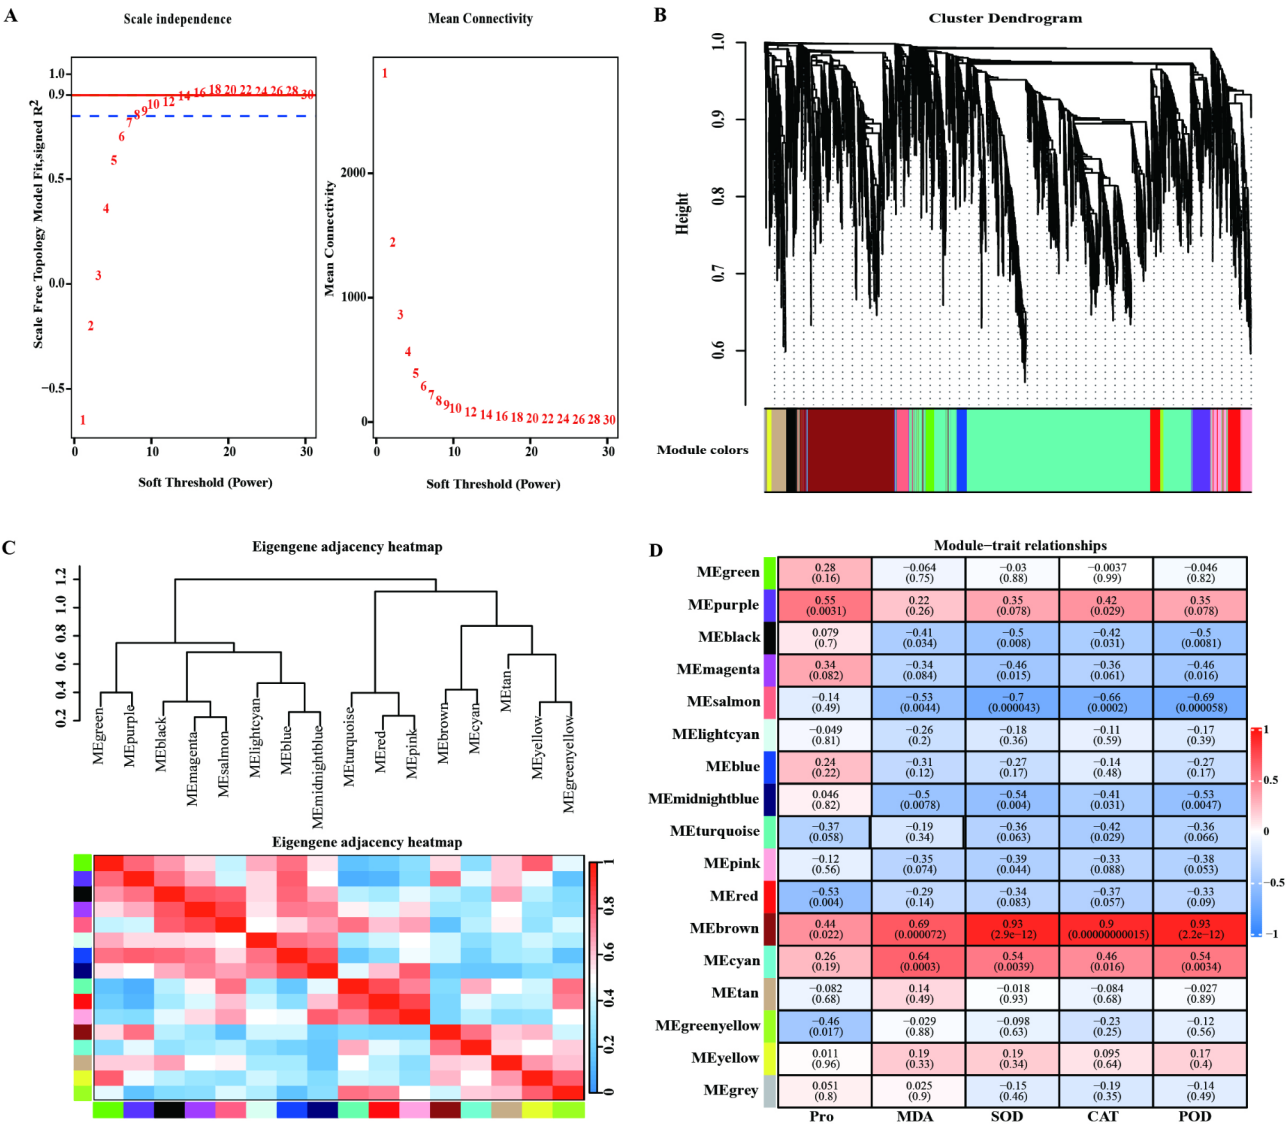 A
Scale independence
Mean Connectivity
Scale Free Topology Model Fit,signed R2
1.0
0.9
0.5
0.0
−0.5
1
2
3
4
5
6
7
8
9
10
12
14
16
18
20
22
24
26
28
30
0
10
20
30
Soft Threshold (Power)
Mean Connectivity
2000
1000
0
1
2
3
4
5
6
7
8
9
10
12
14
16
18
20
22
24
26
28
30
0
10
20
30
Soft Threshold (Power)
B
Cluster Dendrogram
Height
1.0
0.9
0.8
0.7
0.6
Module colors
C
Eigengene adjacency heatmap
1.2
1.0
0.8
0.6
0.4
0.2
MEgreen
MEpurple
MEblack
MEmagenta
MEsalmon
MElightcyan
MEblue
MEmidnightblue
MEturquoise
MEred
MEpink
MEbrown
MEcyan
MEtan
MEyellow
MEgreenyellow
Eigengene adjacency heatmap
1
0.8
0.6
0.4
0.2
0
D
Module−trait relationships
MEgreen
0.28 −0.064 −0.03 −0.0037 −0.046
(0.16) (0.75) (0.88) (0.99) (0.82)
MEpurple
0.55 0.22 0.35 0.42 0.35
(0.0031) (0.26) (0.078) (0.029) (0.078)
MEblack
0.079 −0.41 −0.5 −0.42 −0.5
(0.7) (0.034) (0.008) (0.031) (0.0081)
MEmagenta
0.34 −0.34 −0.46 −0.36 −0.46
(0.082) (0.084) (0.015) (0.061) (0.016)
MEsalmon
−0.14 −0.53 −0.7 −0.66 −0.69
(0.49) (0.0044) (0.000043) (0.0002) (0.000058)
MElightcyan
−0.049 −0.26 −0.18 −0.11 −0.17
(0.81) (0.2) (0.36) (0.59) (0.39)
MEblue
0.24 −0.31 −0.27 −0.14 −0.27
(0.22) (0.12) (0.17) (0.48) (0.17)
MEmidnightblue
0.046 −0.5 −0.54 −0.41 −0.53
(0.82) (0.0078) (0.004) (0.031) (0.0047)
MEturquoise
−0.37 −0.19 −0.36 −0.42 −0.36
(0.058) (0.34) (0.063) (0.029) (0.066)
MEpink
−0.12 −0.35 −0.39 −0.33 −0.38
(0.56) (0.074) (0.044) (0.088) (0.053)
MEred
−0.53 −0.29 −0.34 −0.37 −0.33
(0.004) (0.14) (0.083) (0.057) (0.09)
MEbrown
0.44 0.69 0.93 0.9 0.93
(0.022) (0.000072) (2.9e−12) (0.00000000015) (2.2e−12)
MEcyan
0.26 0.64 0.54 0.46 0.54
(0.19) (0.0003) (0.0039) (0.016) (0.0034)
MEtan
−0.082 0.14 −0.018 −0.084 −0.027
(0.68) (0.49) (0.93) (0.68) (0.89)
MEgreenyellow
−0.46 −0.029 −0.098 −0.23 −0.12
(0.017) (0.88) (0.63) (0.25) (0.56)
MEyellow
0.011 0.19 0.19 0.095 0.17
(0.96) (0.33) (0.34) (0.64) (0.4)
MEgrey
0.051 0.025 −0.15 −0.19 −0.14
(0.8) (0.9) (0.46) (0.35) (0.49)
Pro MDA SOD CAT POD
1
0.5
0
−0.5
−1